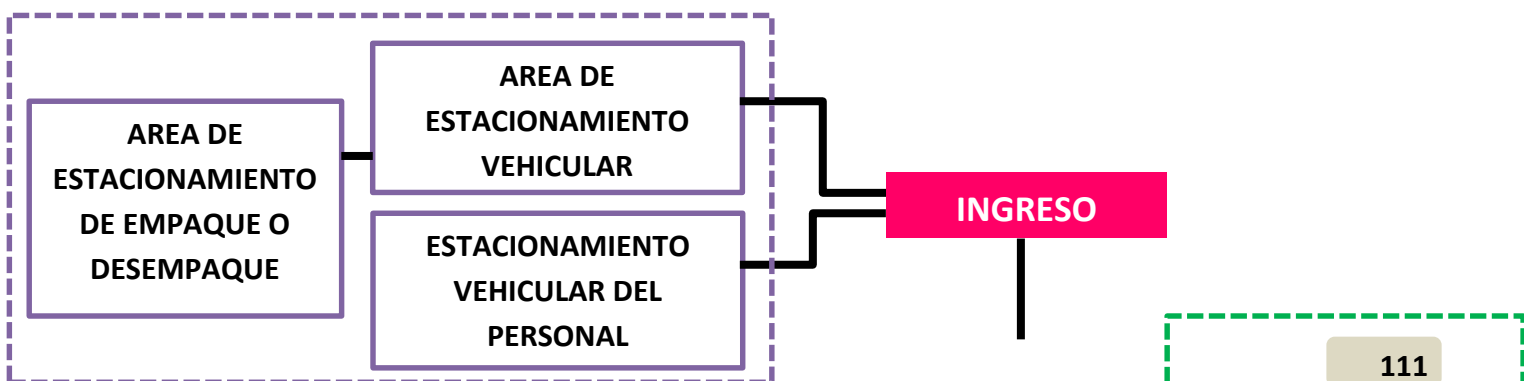 AREA DE
ESTACIONAMIENTO
DE EMPAQUE O
DESEMPAQUE
AREA DE
ESTACIONAMIENTO
VEHICULAR
ESTACIONAMIENTO
VEHICULAR DEL
PERSONAL
INGRESO
111